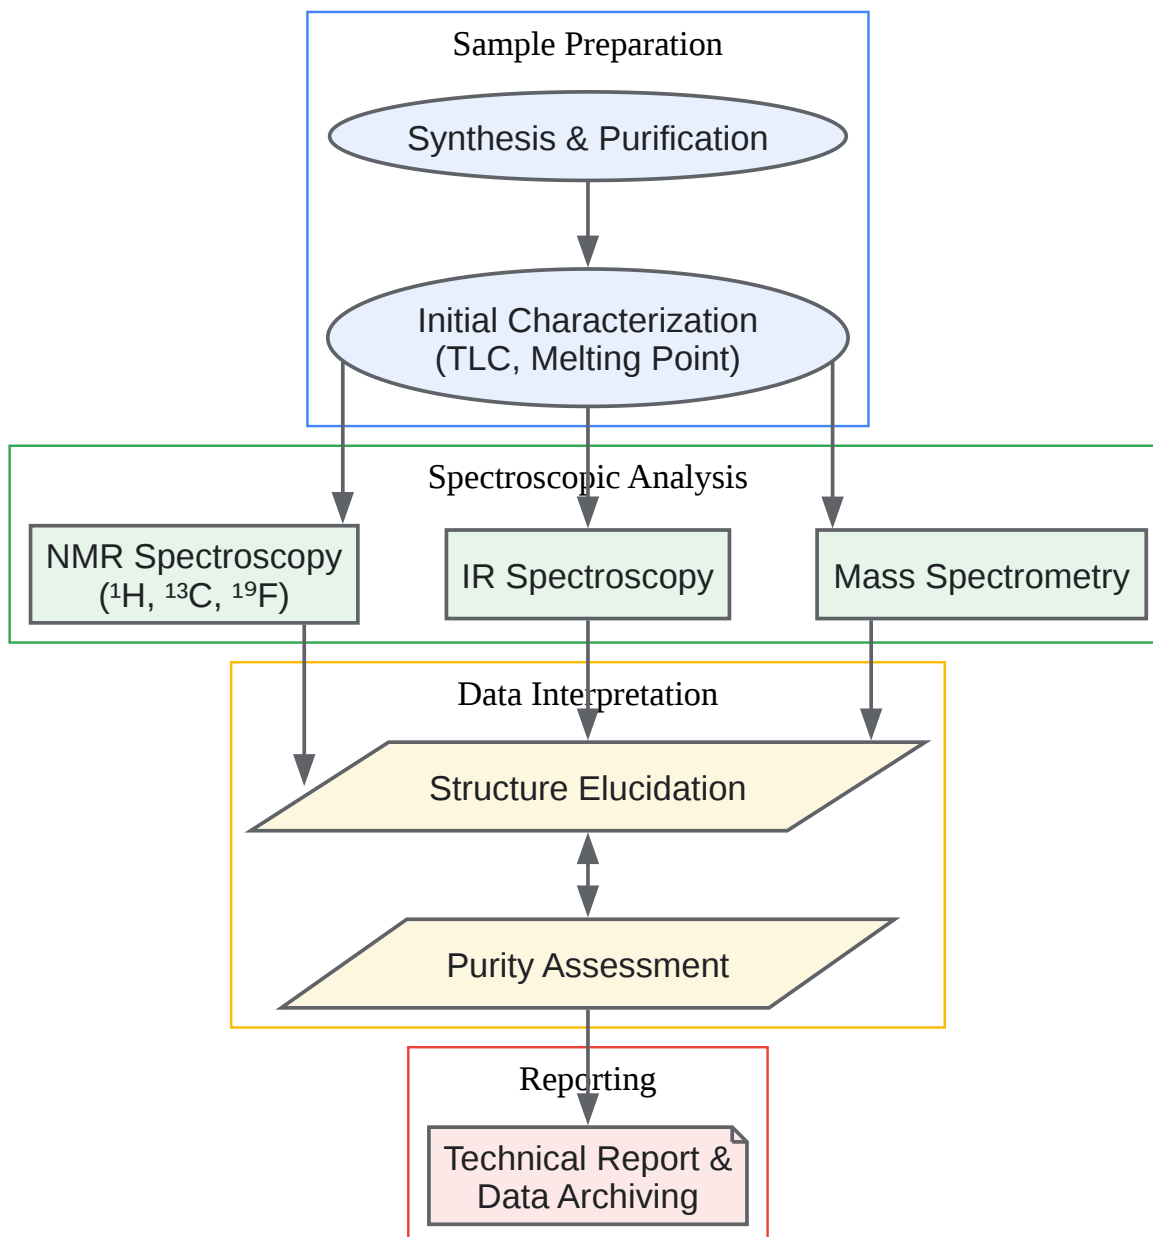 Sample Preparation
Synthesis & Purification
Initial Characterization
(TLC, Melting Point)
Spectroscopic Analysis
NMR Spectroscopy
(¹H, ¹³C, ¹⁹F)
IR Spectroscopy
Mass Spectrometry
Data Interpretation
Structure Elucidation
Purity Assessment
Reporting
Technical Report &
Data Archiving